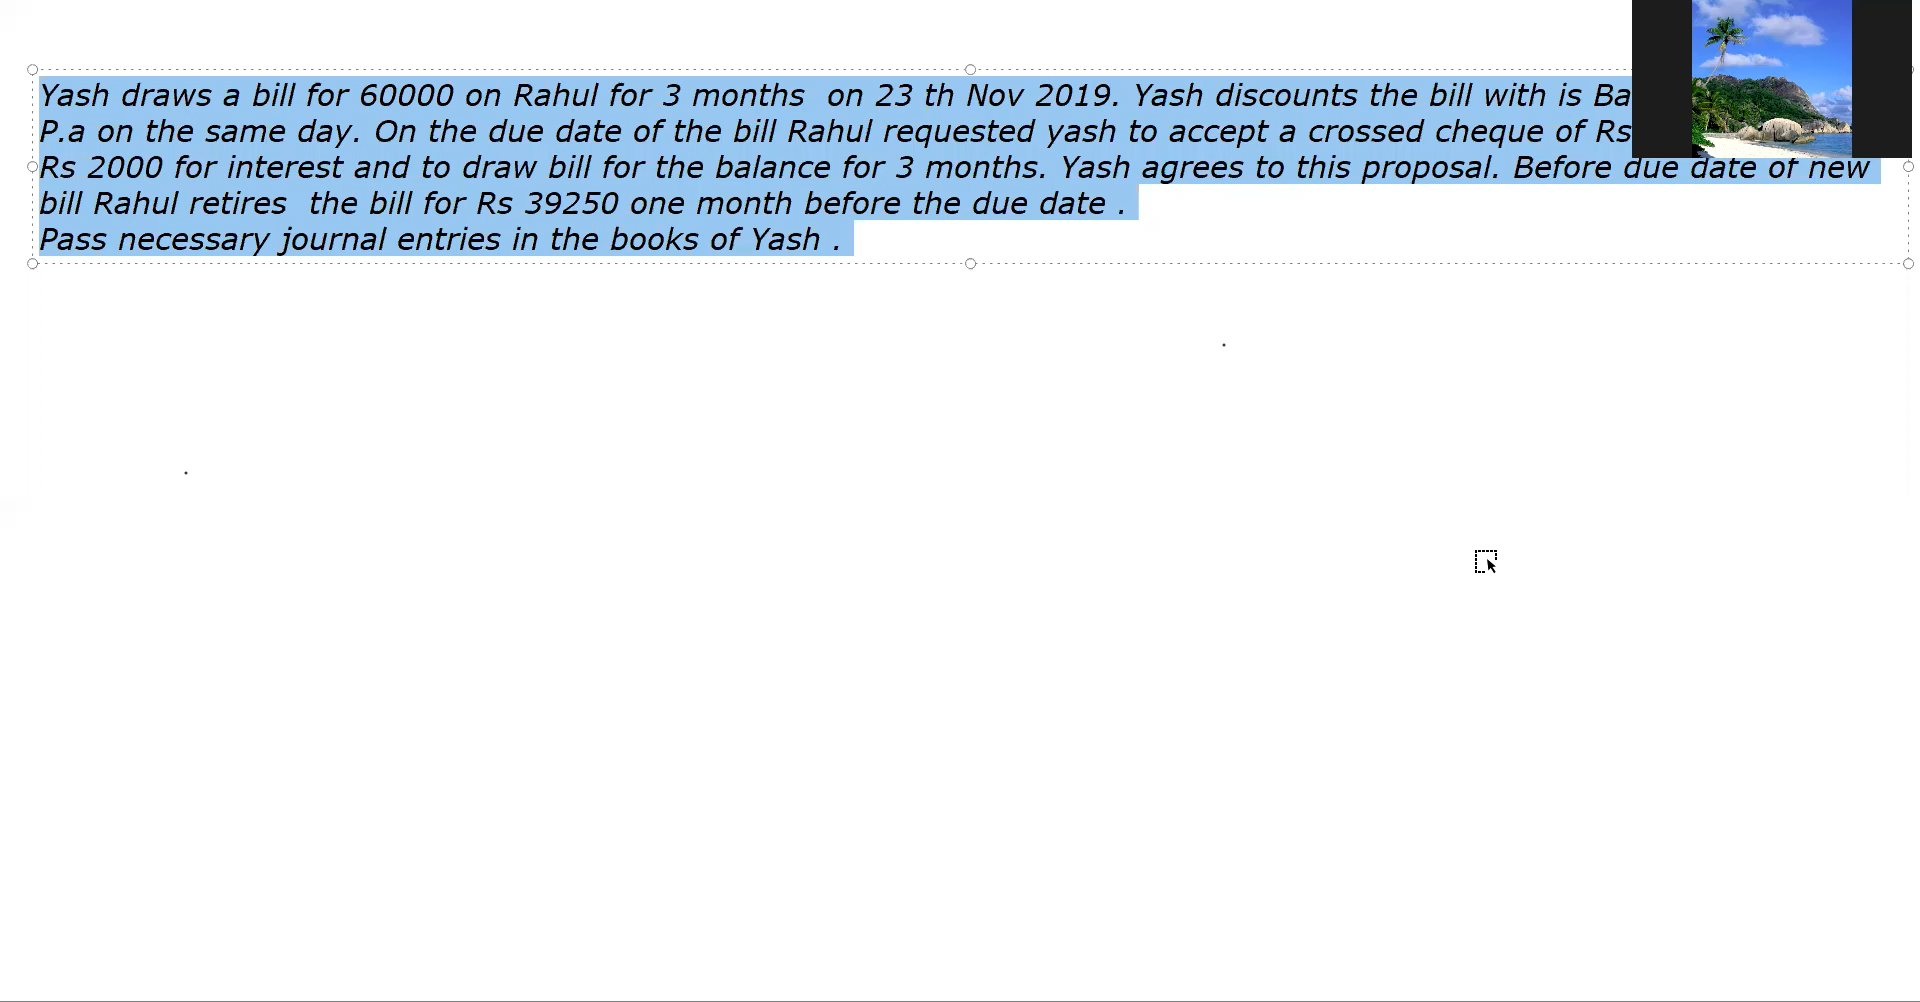 Yash draws a bill for 60000 on Rahul for 3 months on 23 th Nov 2019. Yash discounts the bill with is
P.a on the same day. On the due date of the bill Rahul requested yash to accept a crossed cheque of Rs
Rs 2000 for interest and to draw bill for the balance for 3 months. Yash agrees to this proposal. Before due date of new
bill Rahul retires the bill for Rs 39250 one month before the due date .
Pass necessary journal entries in the books of Yash .